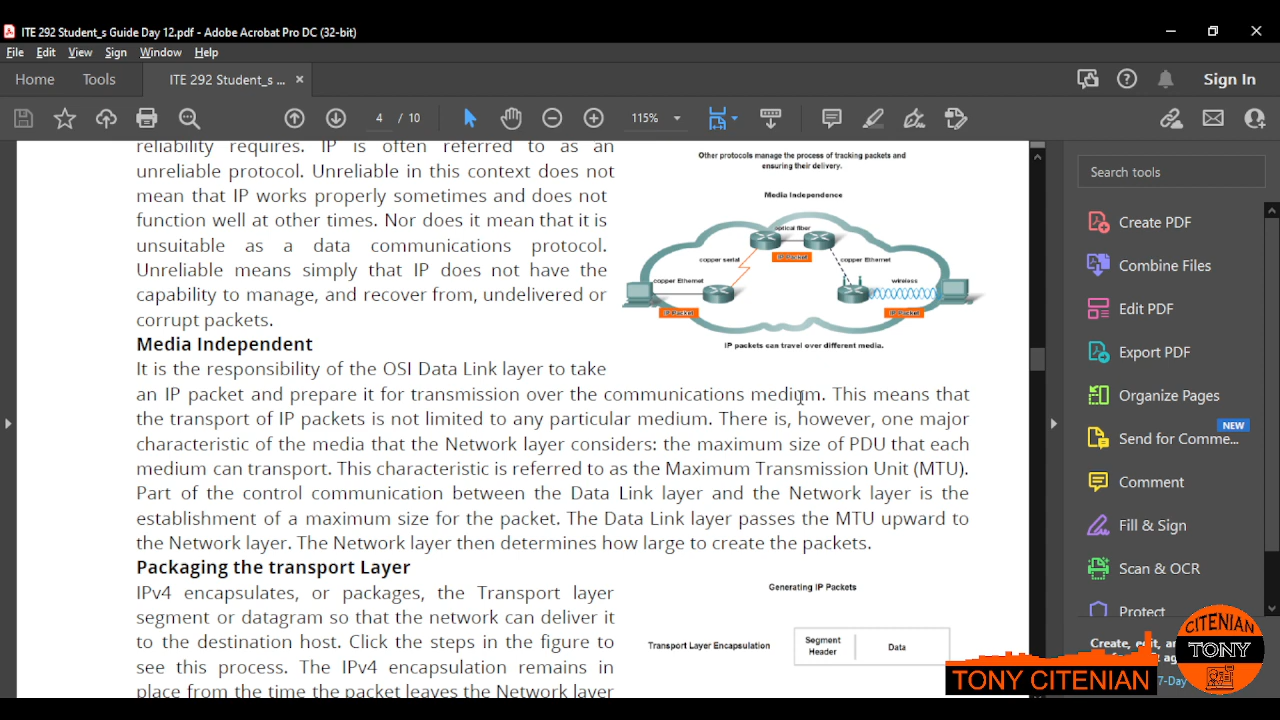 ITE 292 Student_s Guide Day 12.pdf - Adobe Acrobat Pro DC (32-bit)
File Edit View Sign Window Help
Home Tools ITE 292 Student_s ... × Sign In
4 / 10 115%
reliability requires. IP is often referred to as an
unreliable protocol. Unreliable in this context does not
mean that IP works properly sometimes and does not
function well at other times. Nor does it mean that it is
unsuitable as a data communications protocol.
Unreliable means simply that IP does not have the
capability to manage, and recover from, undelivered or
corrupt packets.
Other protocols manage the process of tracking packets and
ensuring their delivery.
Media Independence
optical fiber
IP Packet
copper serial
copper Ethernet
copper Ethernet
wireless
IP Packet
IP Packet
IP packets can travel over different media.
Media Independent
It is the responsibility of the OSI Data Link layer to take
an IP packet and prepare it for transmission over the communications medium. This means that
the transport of IP packets is not limited to any particular medium. There is, however, one major
characteristic of the media that the Network layer considers: the maximum size of PDU that each
medium can transport. This characteristic is referred to as the Maximum Transmission Unit (MTU).
Part of the control communication between the Data Link layer and the Network layer is the
establishment of a maximum size for the packet. The Data Link layer passes the MTU upward to
the Network layer. The Network layer then determines how large to create the packets.
Packaging the transport Layer
IPv4 encapsulates, or packages, the Transport layer
segment or datagram so that the network can deliver it
to the destination host. Click the steps in the figure to
see this process. The IPv4 encapsulation remains in
place from the time the packet leaves the Network layer
Generating IP Packets
Transport Layer Encapsulation
Segment
Header
Data
Search tools
Create PDF
Combine Files
Edit PDF
Export PDF
Organize Pages
NEW
Send for Comme...
Comment
Fill & Sign
Scan & OCR
Protect
Create, edit,
7-Day
TONY CITENIAN
CITENIAN
TONY